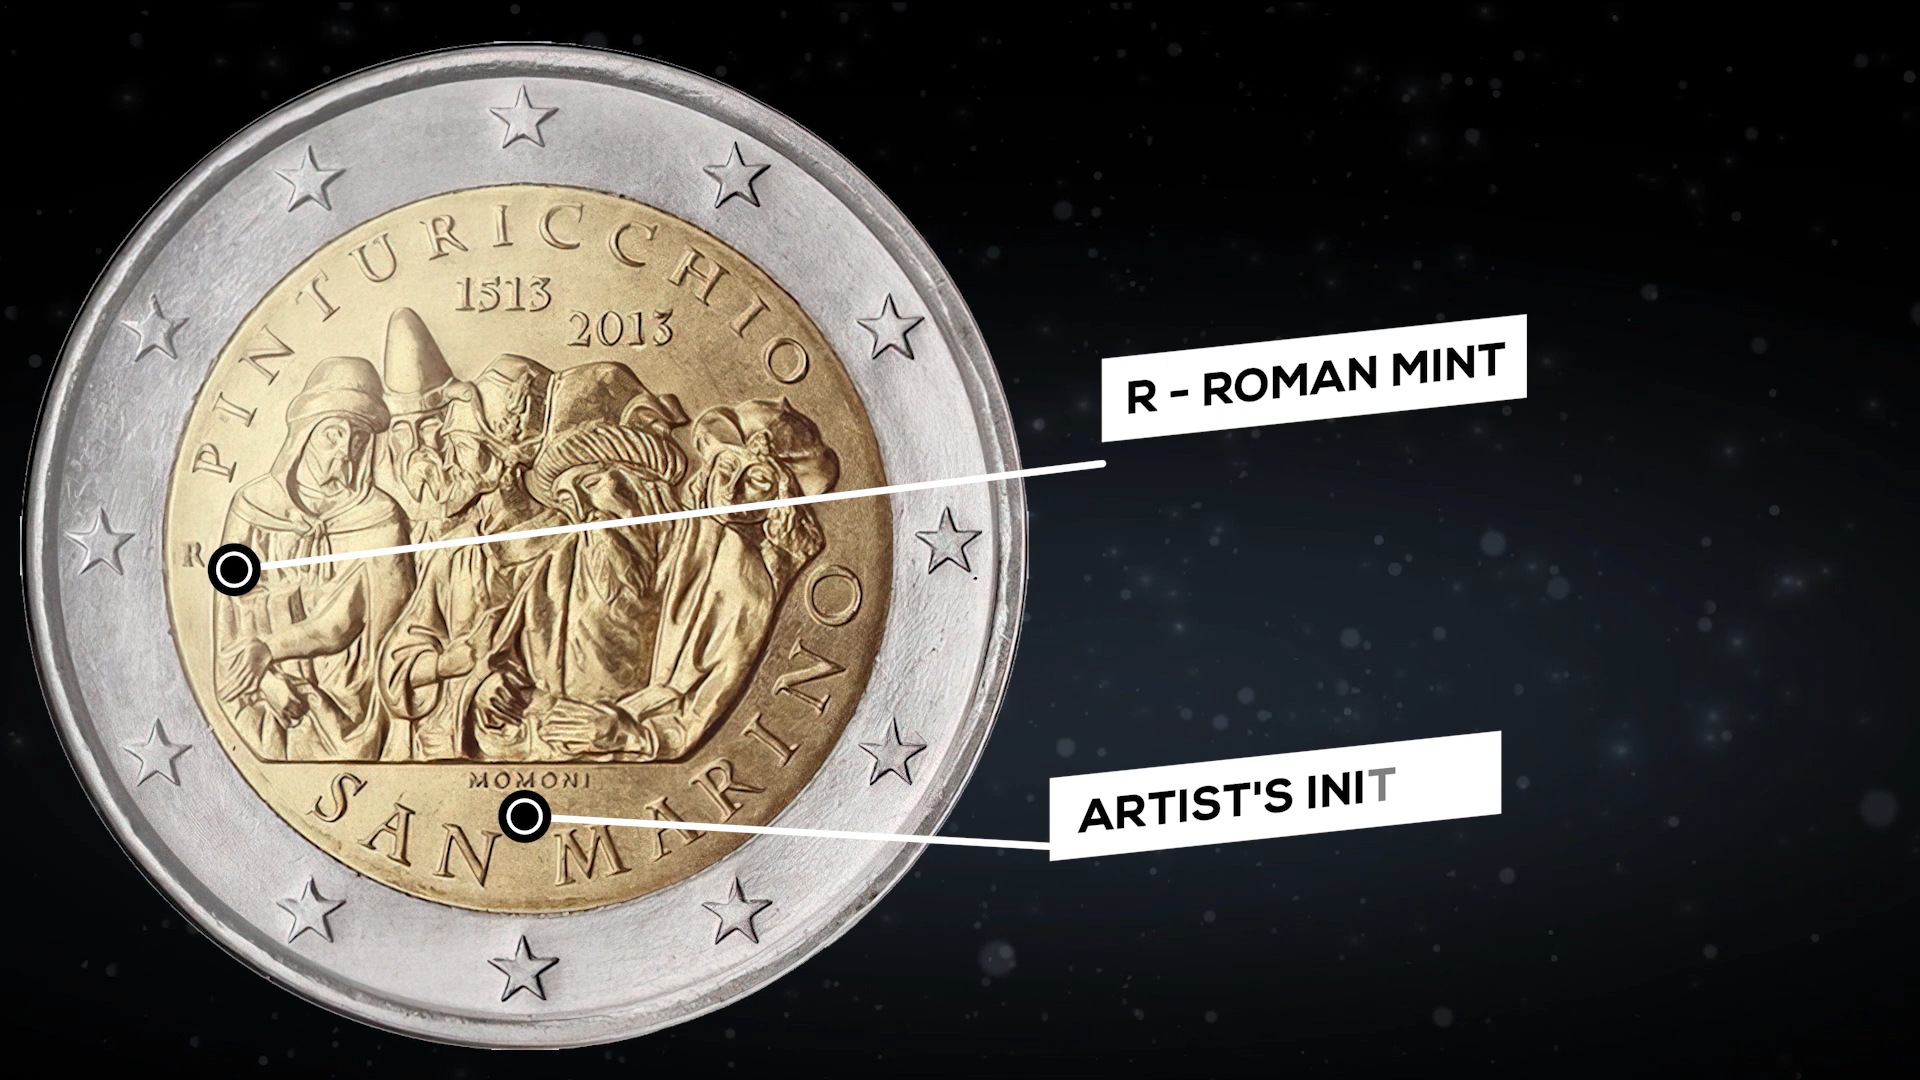 PINTURICCHIO
1513
2013
R
MOMONI
SAN MARINO
R - ROMAN MINT
ARTIST'S INIT